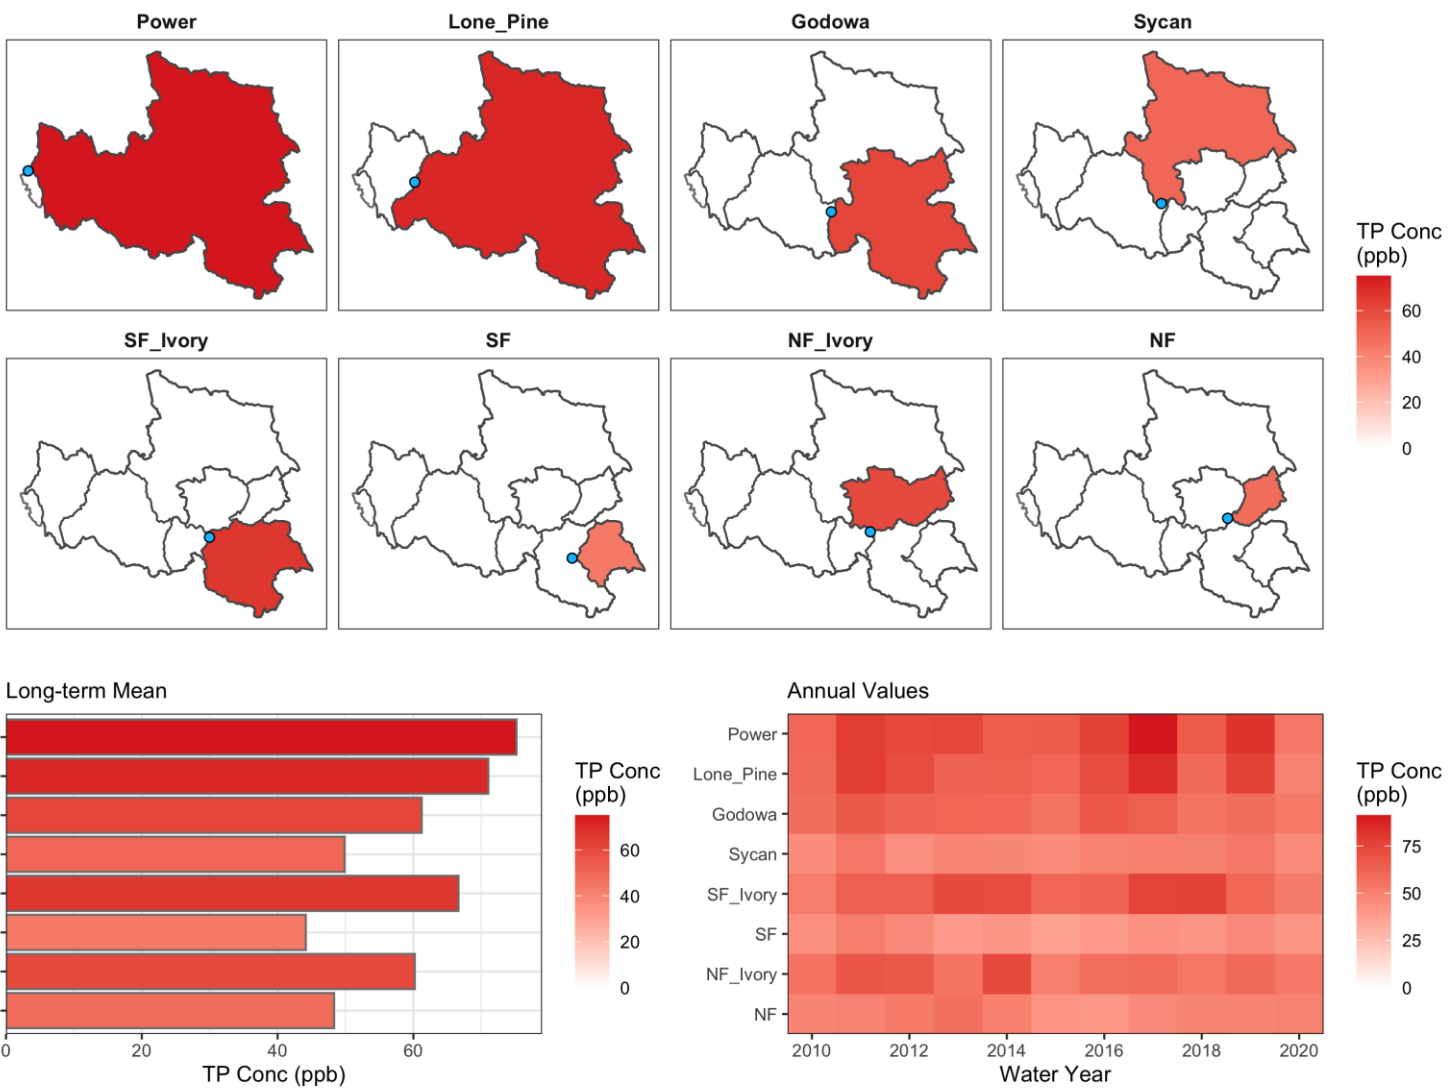 Power
Lone_Pine
Godowa
Sycan
TP Conc
(ppb)
60
40
20
0
SF_Ivory
SF
NF_Ivory
NF
Long-term Mean
TP Conc
(ppb)
60
40
20
0
0
20
40
60
TP Conc (ppb)
Annual Values
Power
Lone_Pine
Godowa
Sycan
SF_Ivory
SF
NF_Ivory
NF
2010
2012
2014
2016
2018
2020
Water Year
TP Conc
(ppb)
75
50
25
0